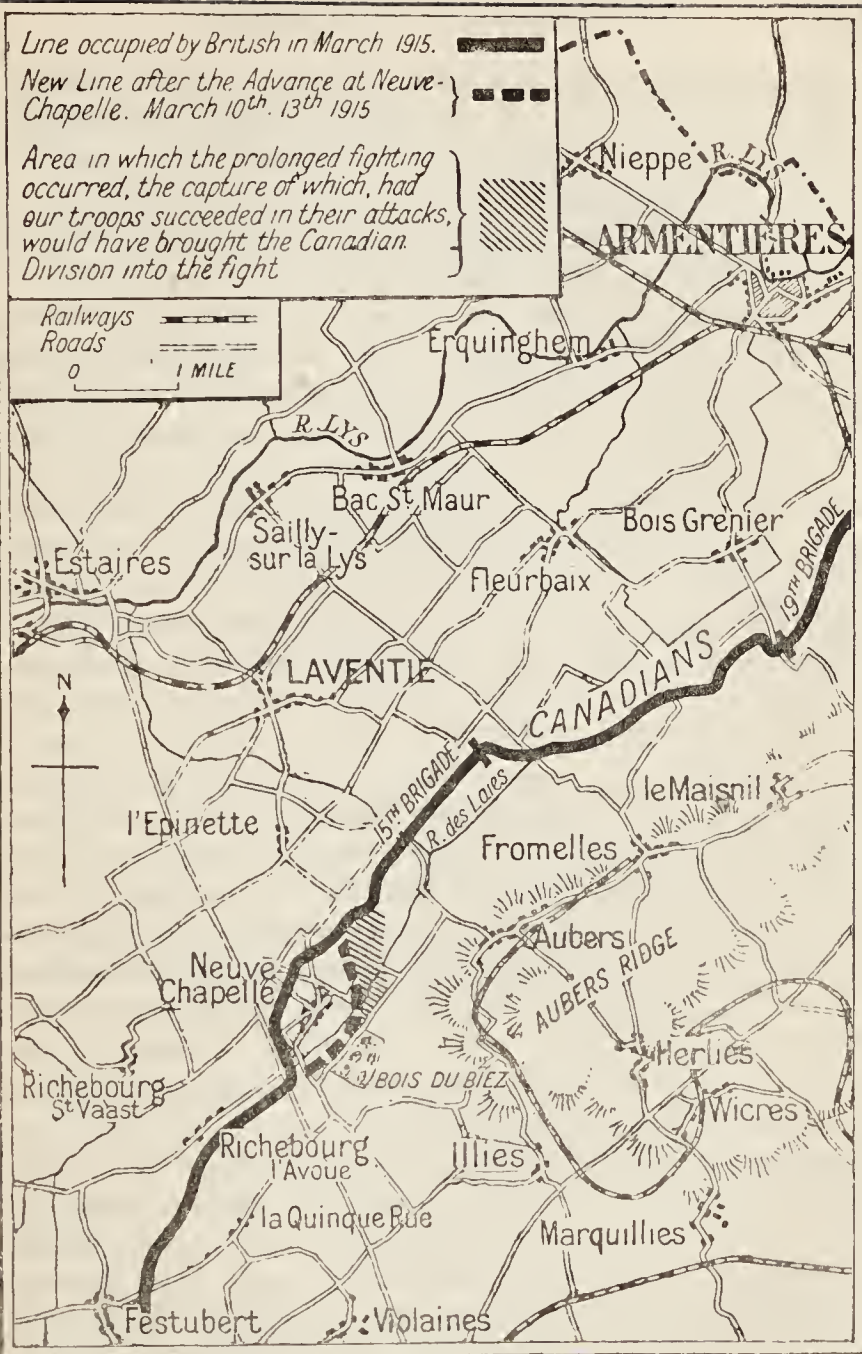 Line occupied by British in March 1915.
New Line after the Advance at Neuve-
Chapelle. March 10th. 13th 1915
Area in which the prolonged fighting
occurred, the capture of which, had
our troops succeeded in their attacks,
would have brought the Canadian
Division into the fight
Railways
Roads
0 1 MILE
Nieppe
R. LYS
ARMENTIÈRES
Erquinghem
R. LYS
Bac St Maur
Sailly-
sur la Lys
Bois Grenier
Estaires
Fleurbaix
19TH BRIGADE
LAVENTIE
CANADIANS
N
15TH BRIGADE
R. des Laies
le Maisnil
l'Epinette
Fromelles
Aubers
AUBERS RIDGE
Neuve
Chapelle
Herlies
BOIS DU BIEZ
Richebourg
St Vaast
Wicres
Richebourg
l'Avoue
Illies
la Quinque Rue
Marquillies
Festubert
Violaines